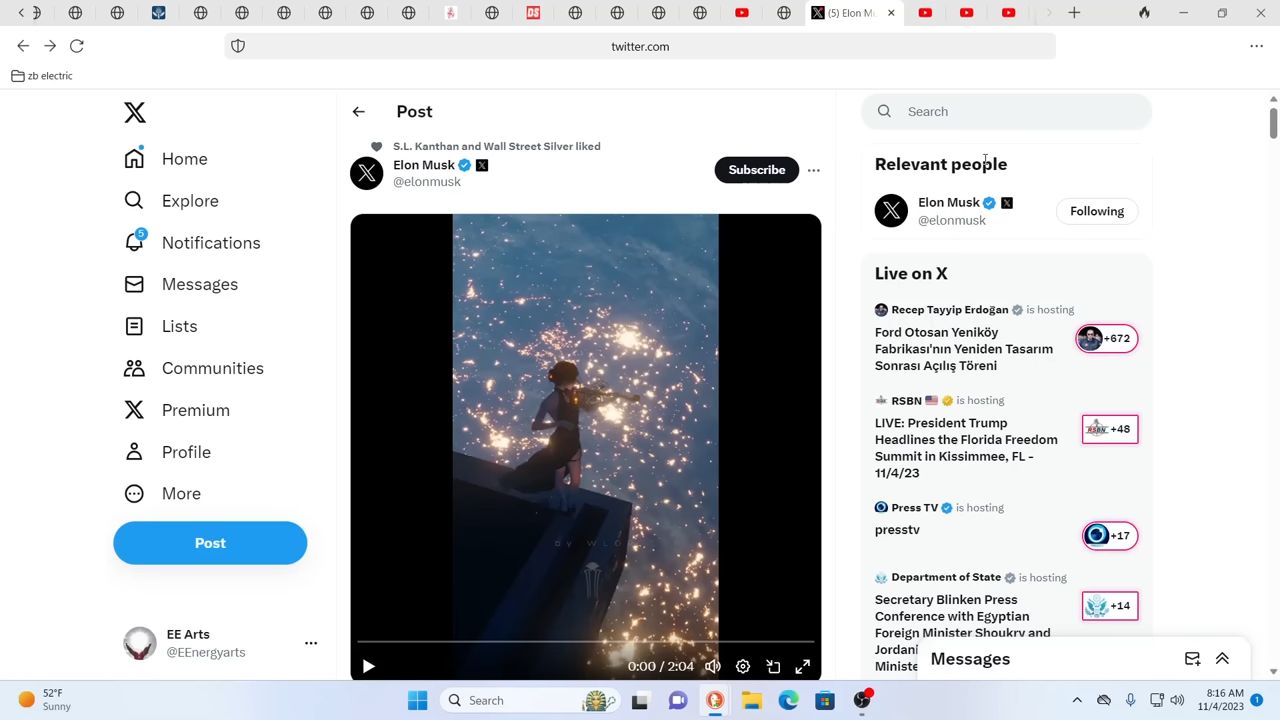 (5) Elon Mu
twitter.com
zb electric
Home
Explore
5
Notifications
Messages
Lists
Communities
Premium
Profile
More
Post
EE Arts
@EEnergyarts
Post
S.L. Kanthan and Wall Street Silver liked
Elon Musk
@elonmusk
Subscribe
BY WLO
0:00 / 2:04
Search
Relevant people
Elon Musk
@elonmusk
Following
Live on X
Recep Tayyip Erdoğan is hosting
Ford Otosan Yeniköy
Fabrikası'nın Yeniden Tasarım
Sonrası Açılış Töreni
+672
RSBN is hosting
LIVE: President Trump
Headlines the Florida Freedom
Summit in Kissimmee, FL -
11/4/23
RSBN +48
Press TV is hosting
presstv
+17
Department of State is hosting
Secretary Blinken Press
Conference with Egyptian
Foreign Minister Shoukry and
+14
Messages
52°F
Sunny
Search
8:16 AM
11/4/2023
1